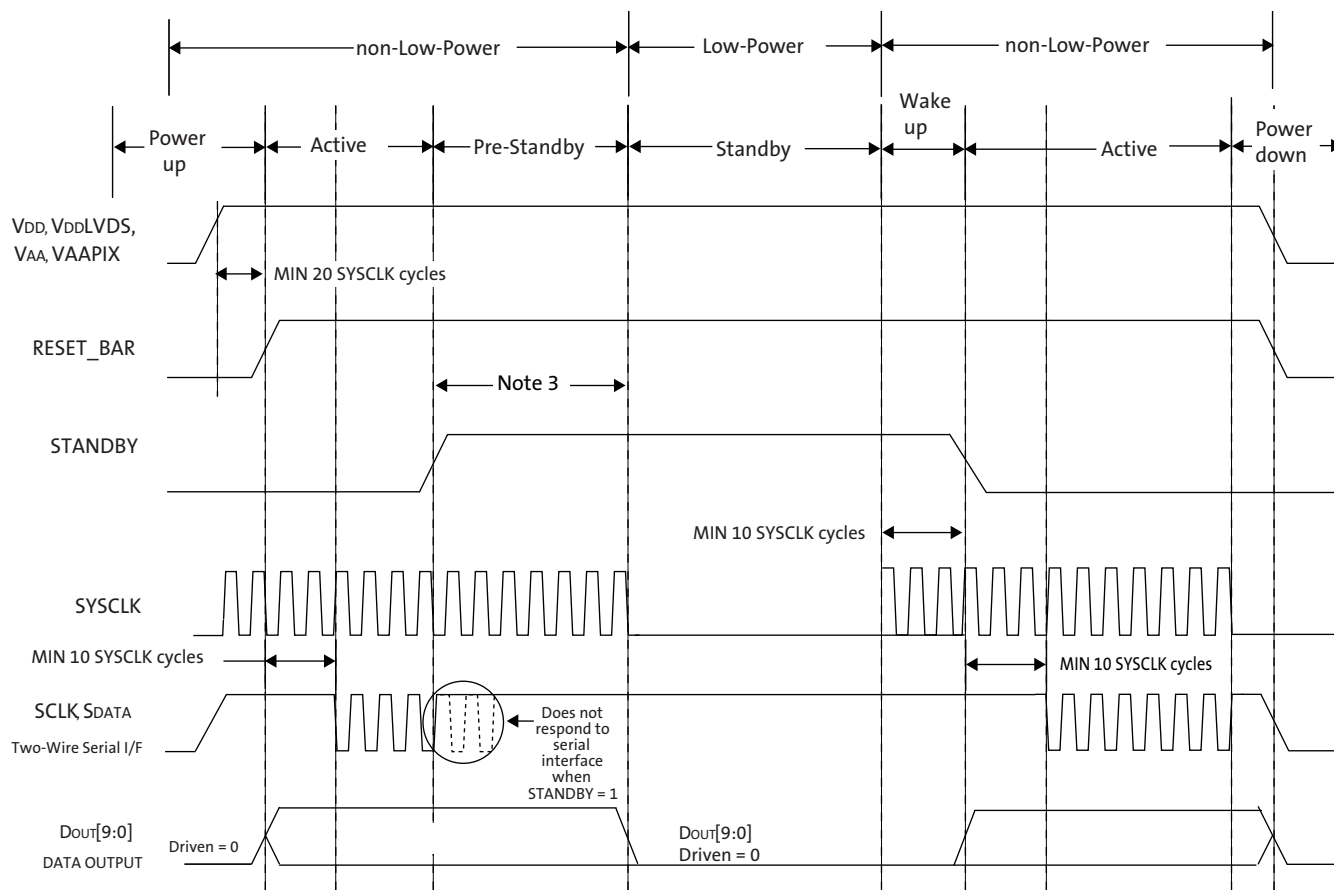 non-Low-Power
Low-Power
non-Low-Power
Power
up
Active
Pre-Standby
Standby
Wake
up
Active
Power
down
VDD, VDDLVDS,
VAA, VAAPIX
MIN 20 SYSCLK cycles
RESET_BAR
Note 3
STANDBY
MIN 10 SYSCLK cycles
SYSCLK
MIN 10 SYSCLK cycles
MIN 10 SYSCLK cycles
SCLK, SDATA
Two-Wire Serial I/F
Does not
respond to
serial
interface
when
STANDBY = 1
DOUT[9:0]
DATA OUTPUT
Driven = 0
DOUT[9:0]
Driven = 0